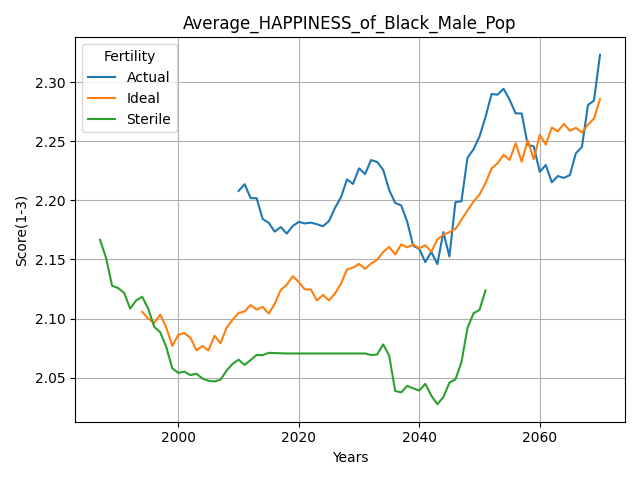 Average_HAPPINESS_of_Black_Male_Pop
Fertility
Actual
Ideal
Sterile
2.30
2.25
2.20
2.15
2.10
2.05
Score(1-3)
2000
2020
2040
2060
Years